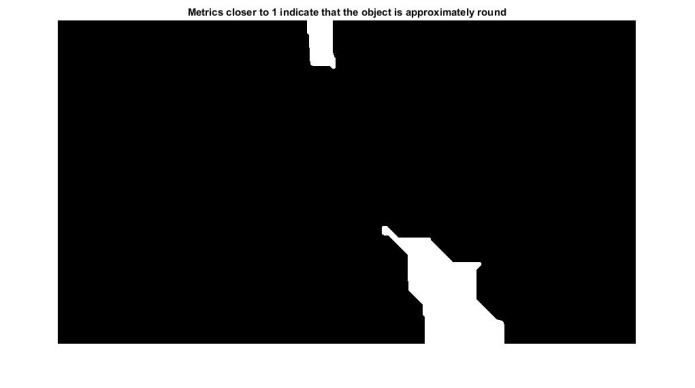 Metrics closer to 1 indicate that the object is approximately round